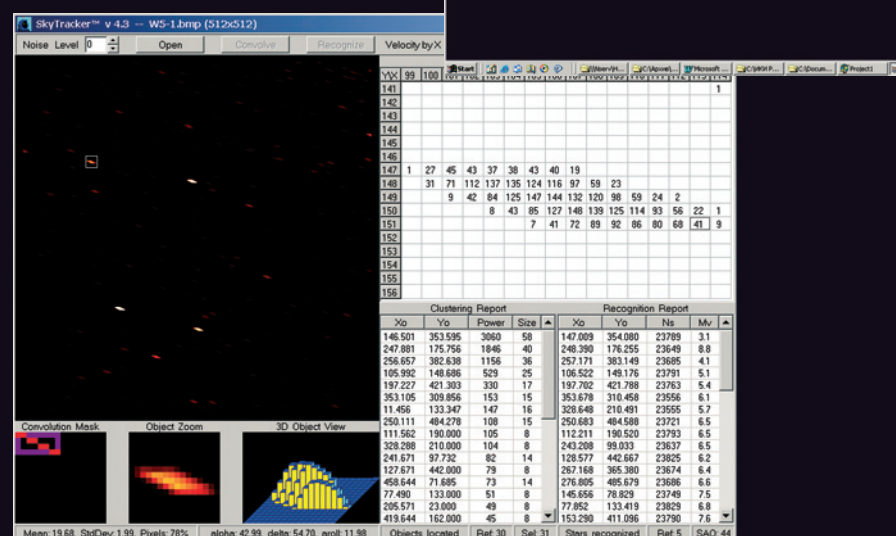 SkyTracker™ v 4.3 -- W5-1.bmp (512x512)
Noise Level 0 Open Convolve Recognize Velocity by X
Start Microsoft ... Project1
Y\X 99 100
141 1
142
143
144
145
146
147 1 27 45 43 37 38 43 40 19
148 31 71 112 137 135 124 116 97 59 23
149 9 42 84 125 147 144 132 120 98 59 24 2
150 8 43 85 127 148 139 125 114 93 56 22 1
151 7 41 72 89 92 86 80 68 41 9
152
153
154
155
156
Clustering Report Recognition Report
Xo Yo Power Size Xo Yo Ns Mv
146.501 353.595 3060 58 147.009 354.080 23789 3.1
247.881 175.756 1846 40 248.390 176.255 23649 8.8
256.657 382.638 1156 36 257.171 383.149 23685 4.1
105.992 148.686 529 25 106.522 149.176 23791 5.1
197.227 421.303 330 17 197.702 421.788 23763 5.4
353.105 309.856 153 15 353.678 310.458 23556 6.1
11.456 133.347 147 16 328.648 210.491 23555 5.7
250.111 484.278 108 15 250.683 484.588 23721 6.5
111.562 190.000 105 8 112.211 190.520 23793 6.5
328.288 210.000 104 8 243.208 99.033 23637 6.5
241.671 97.732 82 14 128.577 442.667 23825 6.2
127.671 442.000 79 8 267.168 365.380 23674 6.4
458.644 71.685 73 14 276.805 485.679 23686 6.6
77.490 133.000 51 8 145.656 78.829 23749 7.5
205.571 23.000 49 8 77.852 133.419 23829 6.8
419.644 162.000 45 8 153.290 411.096 23790 7.6
Convolution Mask Object Zoom 3D Object View
Mean: 19.68 StdDev: 1.99 Pixels: 78% alpha: 42.99 delta: 54.70 aroll: 11.98 Objects located Ref: 30 Sel: 31 Stars recognized Ref: 5 SAO: 44